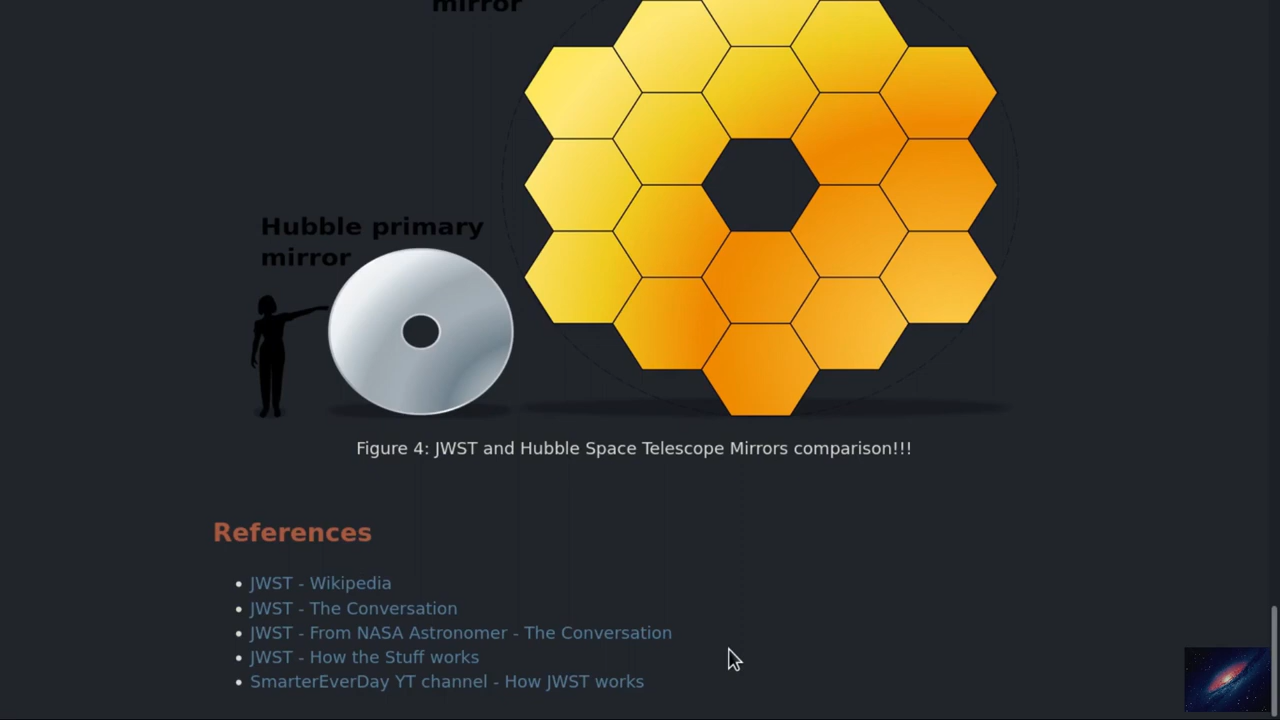 mirror
Hubble primary
mirror
Figure 4: JWST and Hubble Space Telescope Mirrors comparison!!!
References
JWST - Wikipedia
JWST - The Conversation
JWST - From NASA Astronomer - The Conversation
JWST - How the Stuff works
SmarterEverDay YT channel - How JWST works